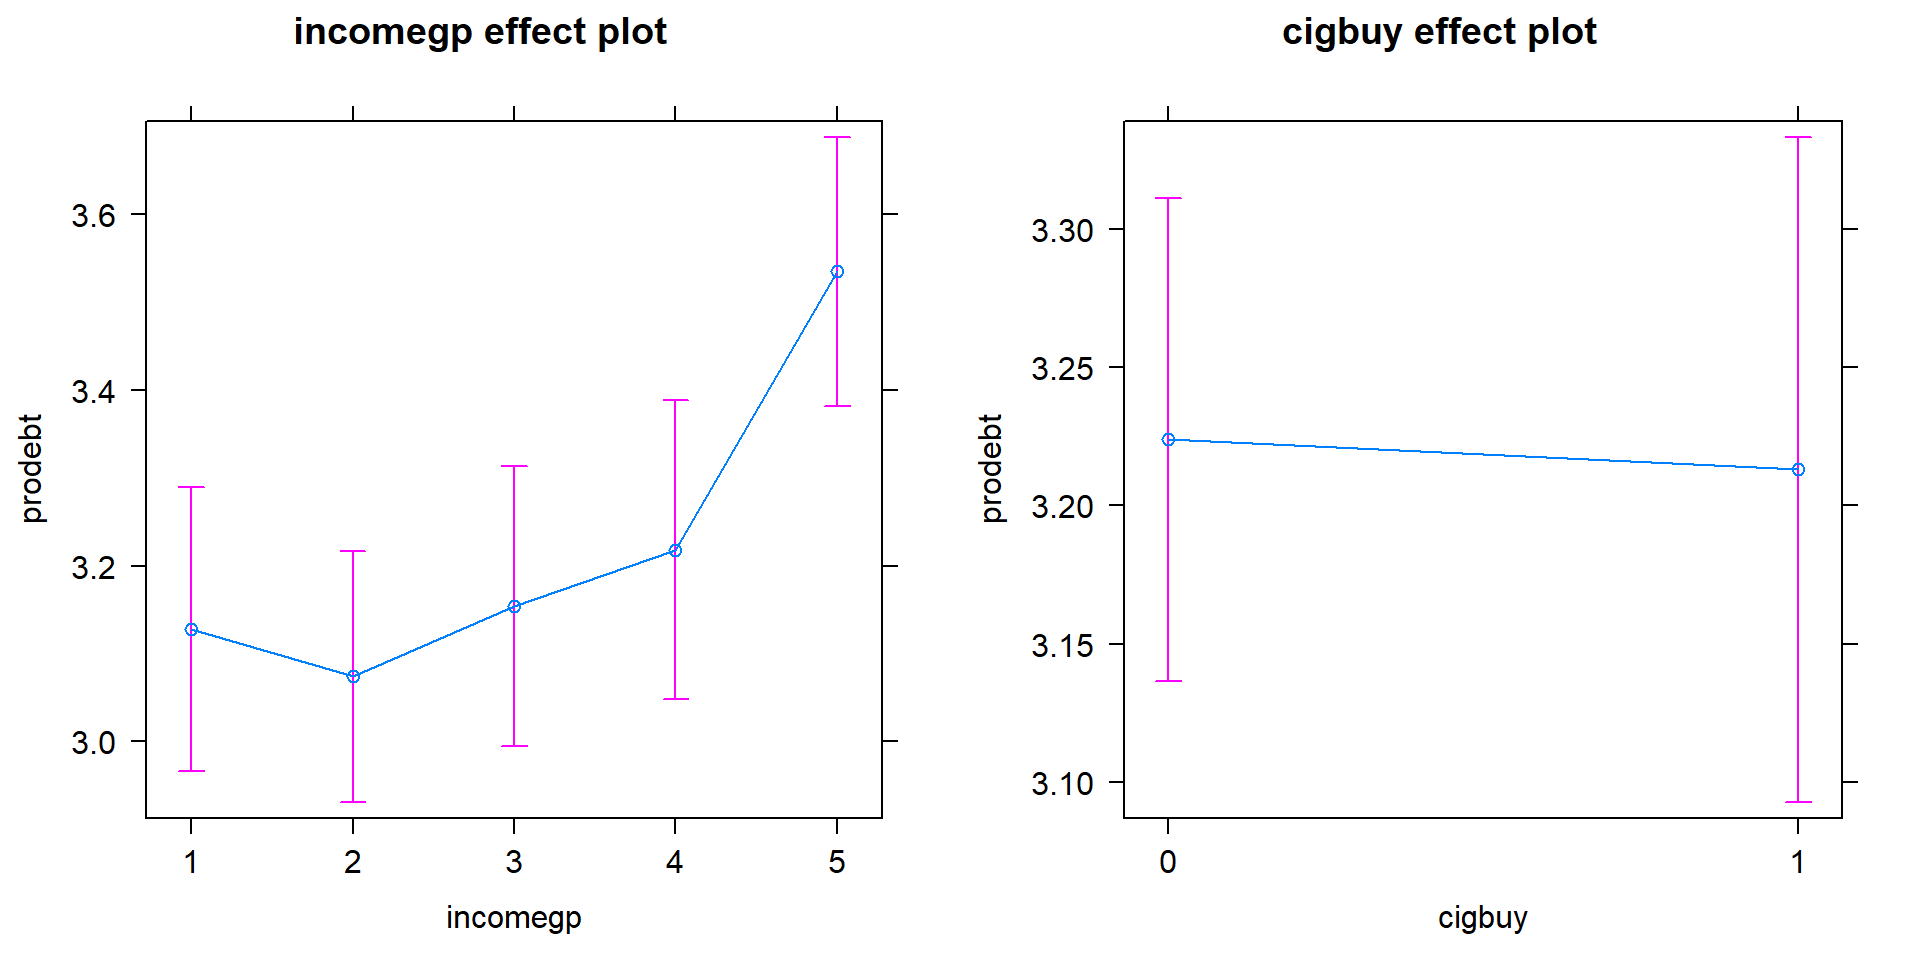 incomegp effect plot
prodebt
3.6
3.4
3.2
3.0
1 2 3 4 5
incomegp
cigbuy effect plot
prodebt
3.30
3.25
3.20
3.15
3.10
0 1
cigbuy